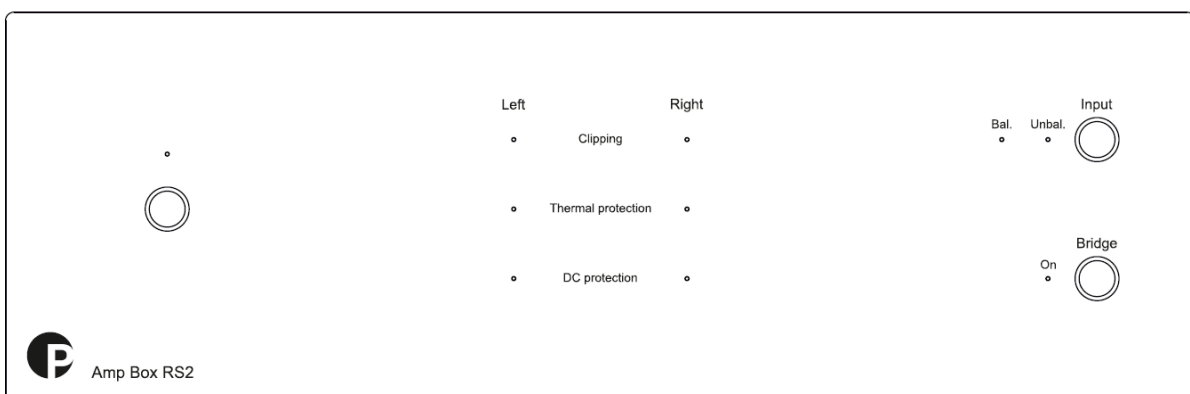 Left
Right
Input
Bal.
Unbal.
Clipping
Thermal protection
Bridge
On
DC protection
P
Amp Box RS2